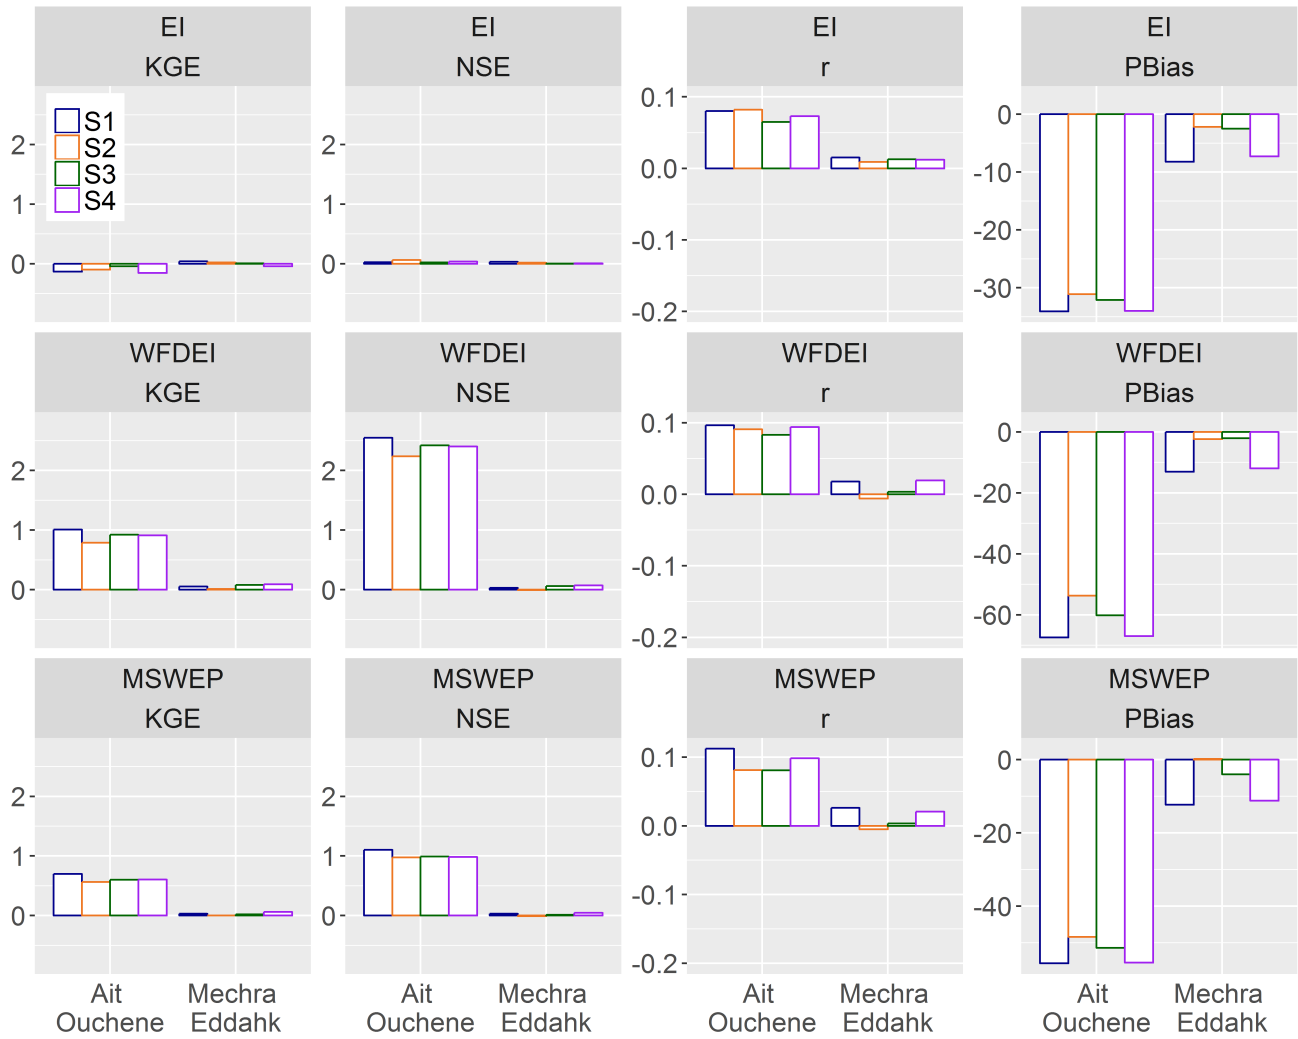 EI
KGE
EI
NSE
EI
r
EI
PBias
S1
S2
S3
S4
2
1
0
2
1
0
0.1
0.0
-0.1
-0.2
0
-10
-20
-30
WFDEI
KGE
WFDEI
NSE
WFDEI
r
WFDEI
PBias
2
1
0
2
1
0
0.1
0.0
-0.1
-0.2
0
-20
-40
-60
MSWEP
KGE
MSWEP
NSE
MSWEP
r
MSWEP
PBias
2
1
0
2
1
0
0.1
0.0
-0.1
-0.2
0
-20
-40
Ait
Ouchene
Mechra
Eddahk
Ait
Ouchene
Mechra
Eddahk
Ait
Ouchene
Mechra
Eddahk
Ait
Ouchene
Mechra
Eddahk